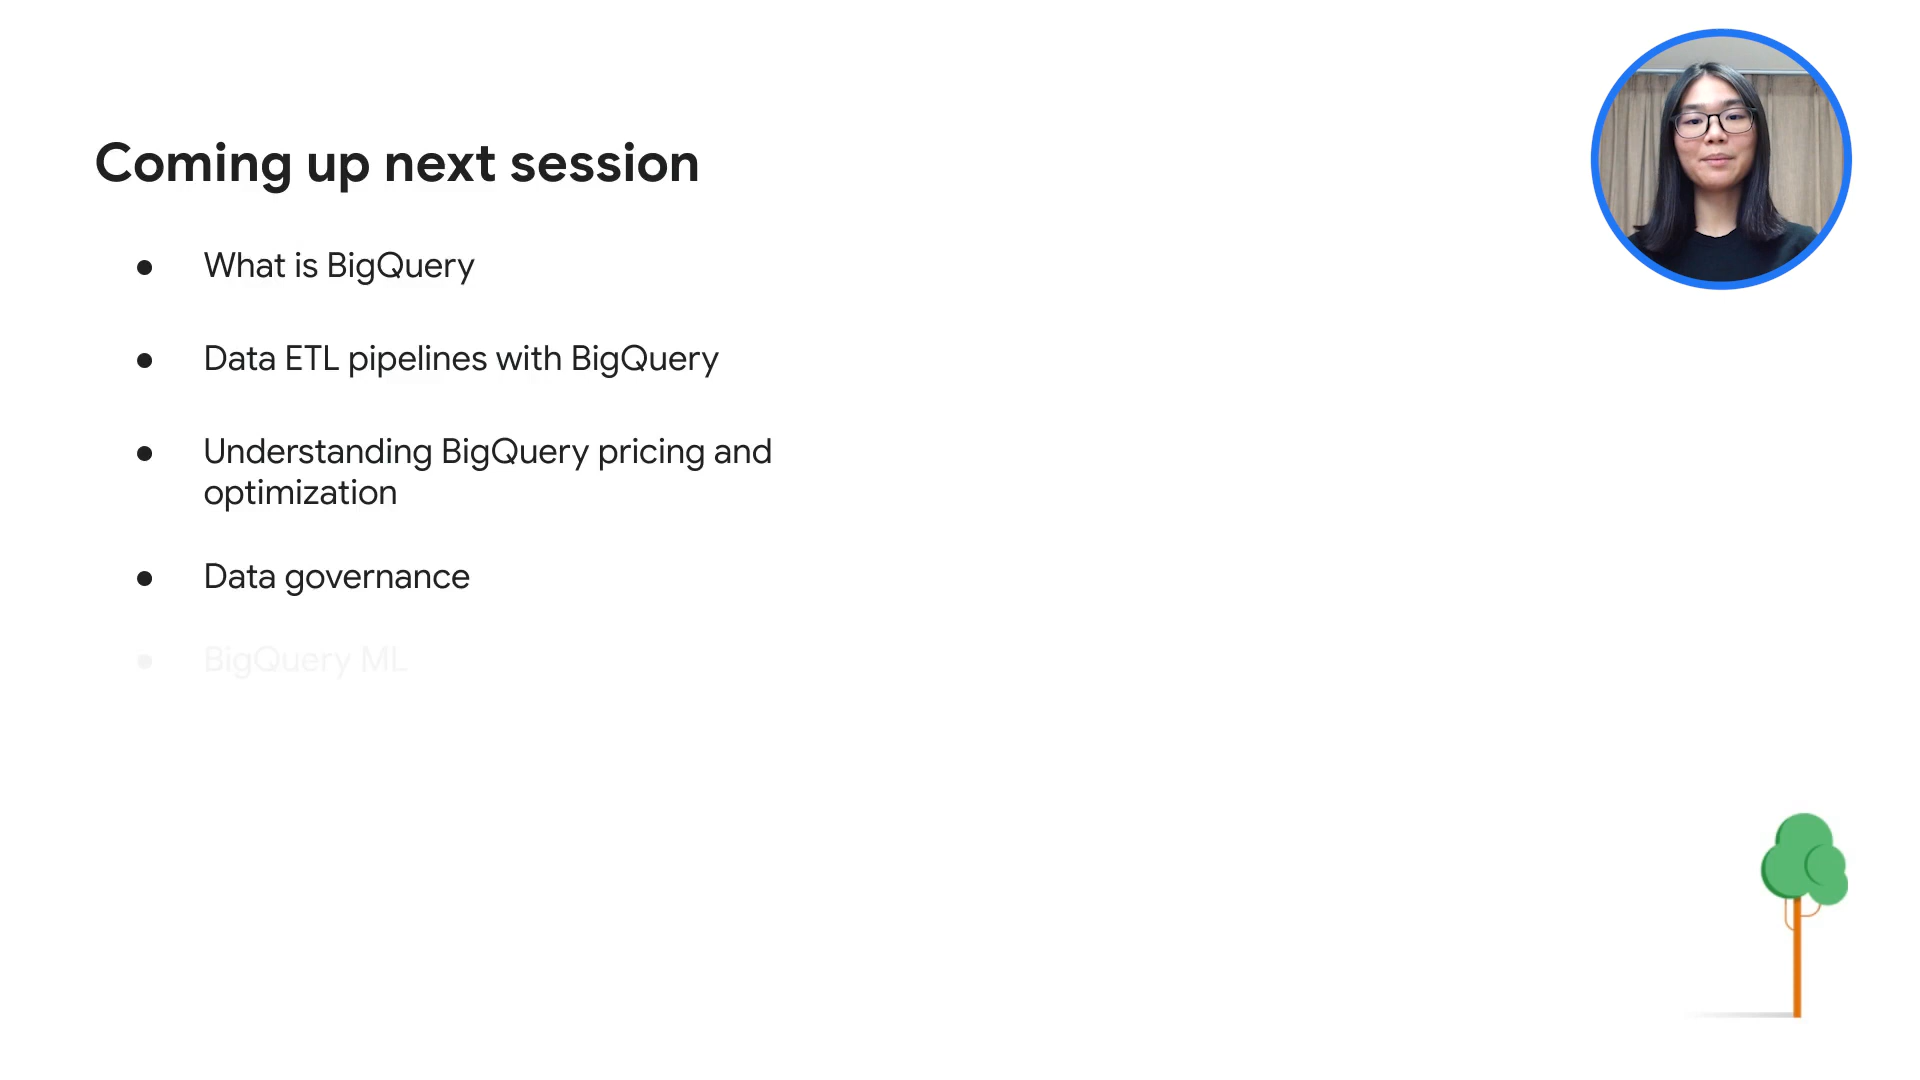 Coming up next session
● What is BigQuery
● Data ETL pipelines with BigQuery
● Understanding BigQuery pricing and
optimization
● Data governance
● BigQuery ML